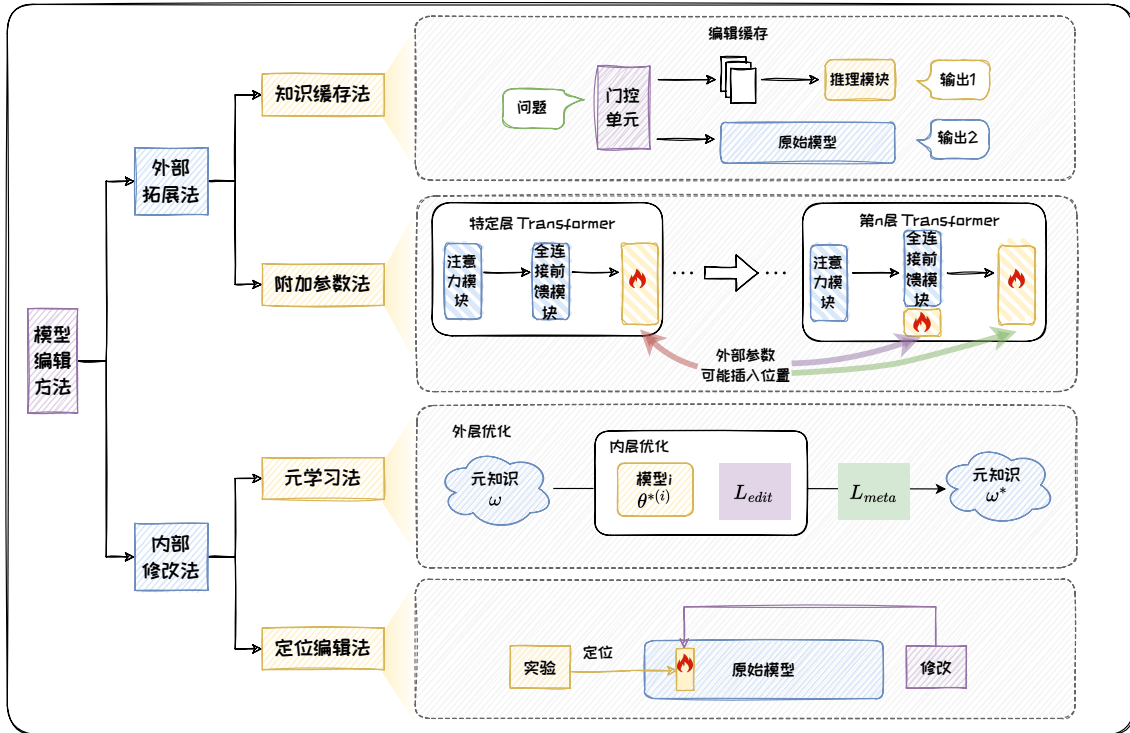 模型
编辑
方法
外部
拓展法
内部
修改法
知识缓存法
附加参数法
元学习法
定位编辑法
编辑缓存
问题
门控
单元
推理模块
输出1
原始模型
输出2
特定层 Transformer
注意
力模
块
全连
接前
馈模
块
...
...
第n层 Transformer
注意
力模
块
全连
接前
馈模
块
外部参数
可能插入位置
外层优化
元知识
ω
内层优化
模型i
θ*(i)
L_edit
L_meta
元知识
ω*
实验
定位
原始模型
修改